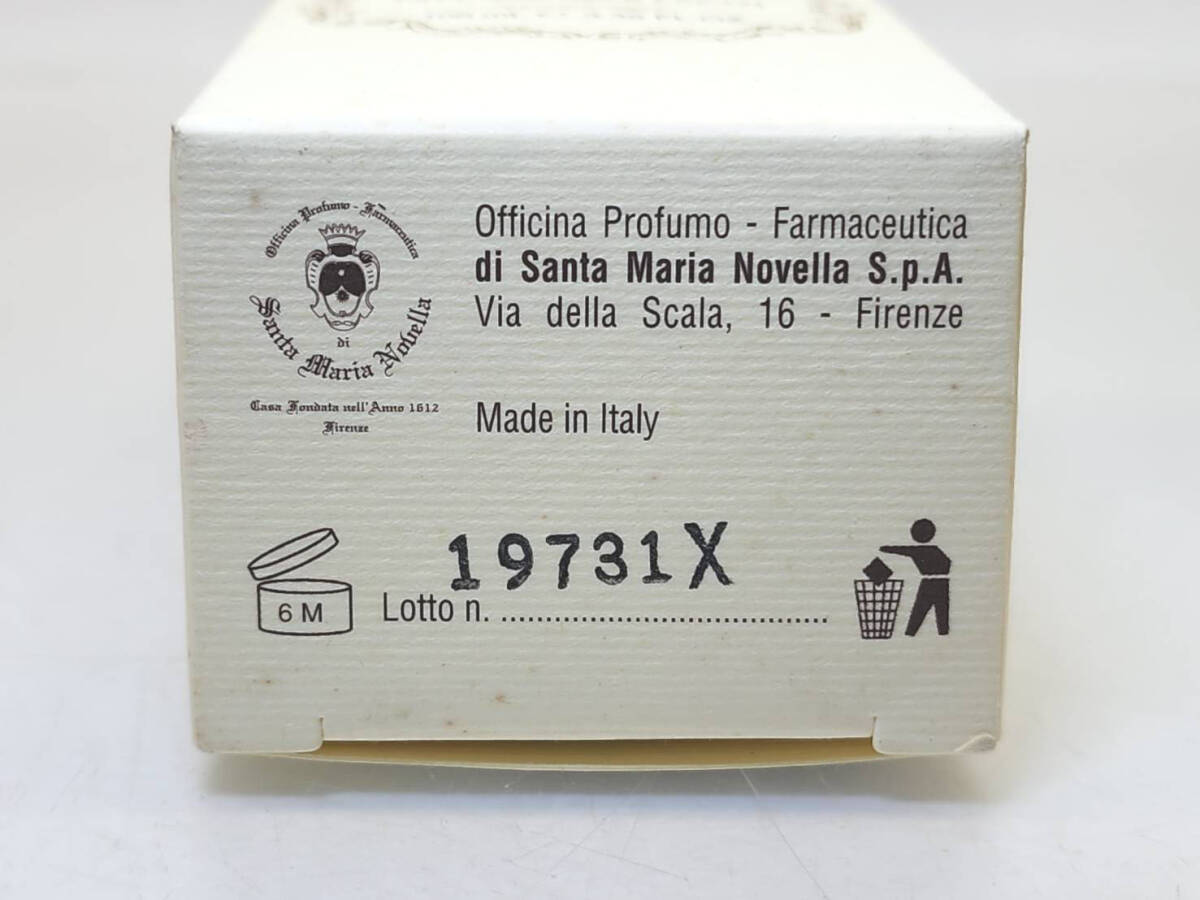 Officina Profumo - Farmaceutica
di
Santa Maria Novella
Casa Fondata nell'Anno 1612
Firenze
Officina Profumo - Farmaceutica
di Santa Maria Novella S.p.A.
Via della Scala, 16 - Firenze
Made in Italy
6 M
Lotto n. 19731X